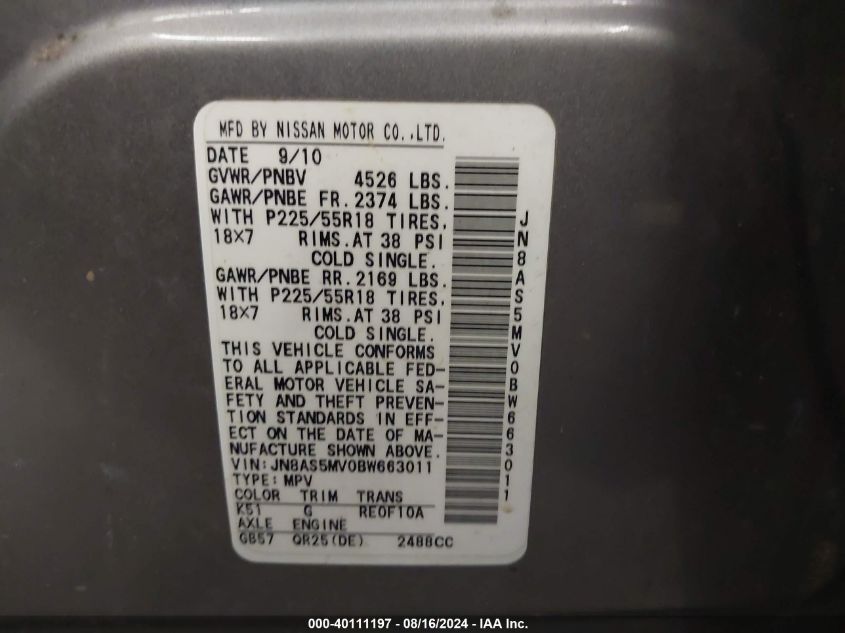 MFD BY NISSAN MOTOR CO.,LTD.
DATE 9/10
GVWR/PNBV 4526 LBS.
GAWR/PNBE FR. 2374 LBS.
WITH P225/55R18 TIRES,
18X7 RIMS.AT 38 PSI
COLD SINGLE.
GAWR/PNBE RR. 2169 LBS.
WITH P225/55R18 TIRES,
18X7 RIMS.AT 38 PSI
COLD SINGLE.
THIS VEHICLE CONFORMS
TO ALL APPLICABLE FED-
ERAL MOTOR VEHICLE SA-
FETY AND THEFT PREVEN-
TION STANDARDS IN EFF-
ECT ON THE DATE OF MA-
NUFACTURE SHOWN ABOVE.
VIN:JN8AS5MV0BW663011
TYPE:MPV
COLOR TRIM TRANS
K51 G RE0F10A
AXLE ENGINE
GB57 QR25(DE) 2488CC
JN8AS5MV0BW663011
000-40111197 - 08/16/2024 - IAA Inc.